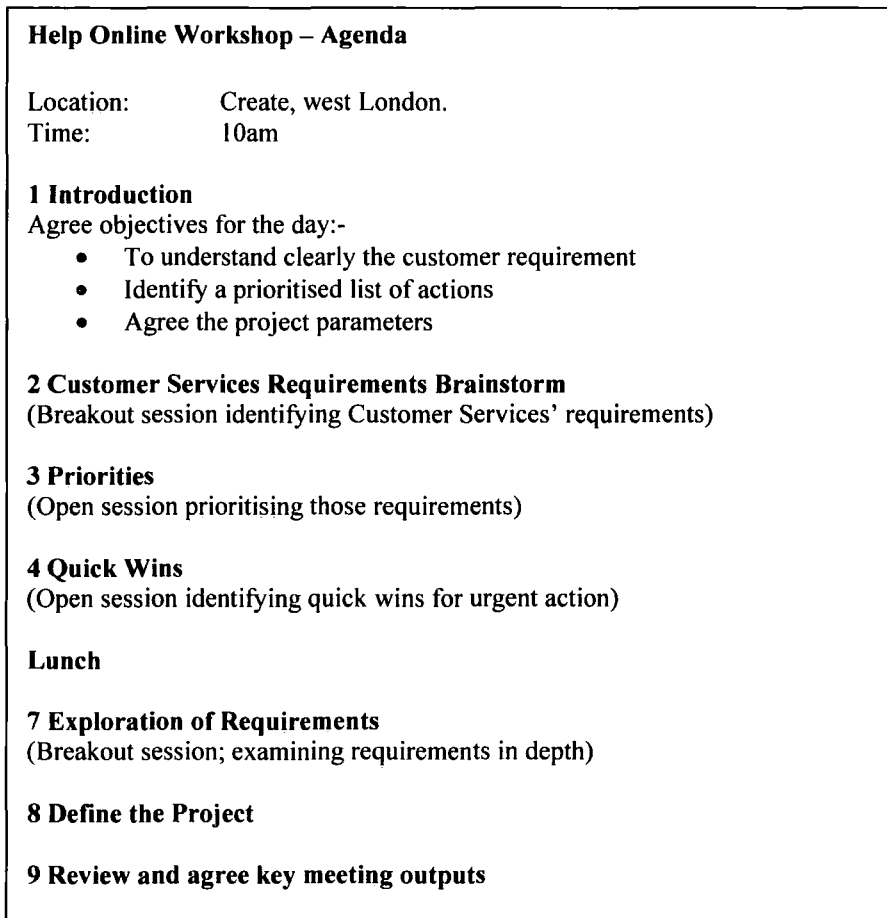 Help Online Workshop – Agenda
Location: Create, west London.
Time: 10am
1 Introduction
Agree objectives for the day:-
• To understand clearly the customer requirement
• Identify a prioritised list of actions
• Agree the project parameters
2 Customer Services Requirements Brainstorm
(Breakout session identifying Customer Services’ requirements)
3 Priorities
(Open session prioritising those requirements)
4 Quick Wins
(Open session identifying quick wins for urgent action)
Lunch
7 Exploration of Requirements
(Breakout session; examining requirements in depth)
8 Define the Project
9 Review and agree key meeting outputs